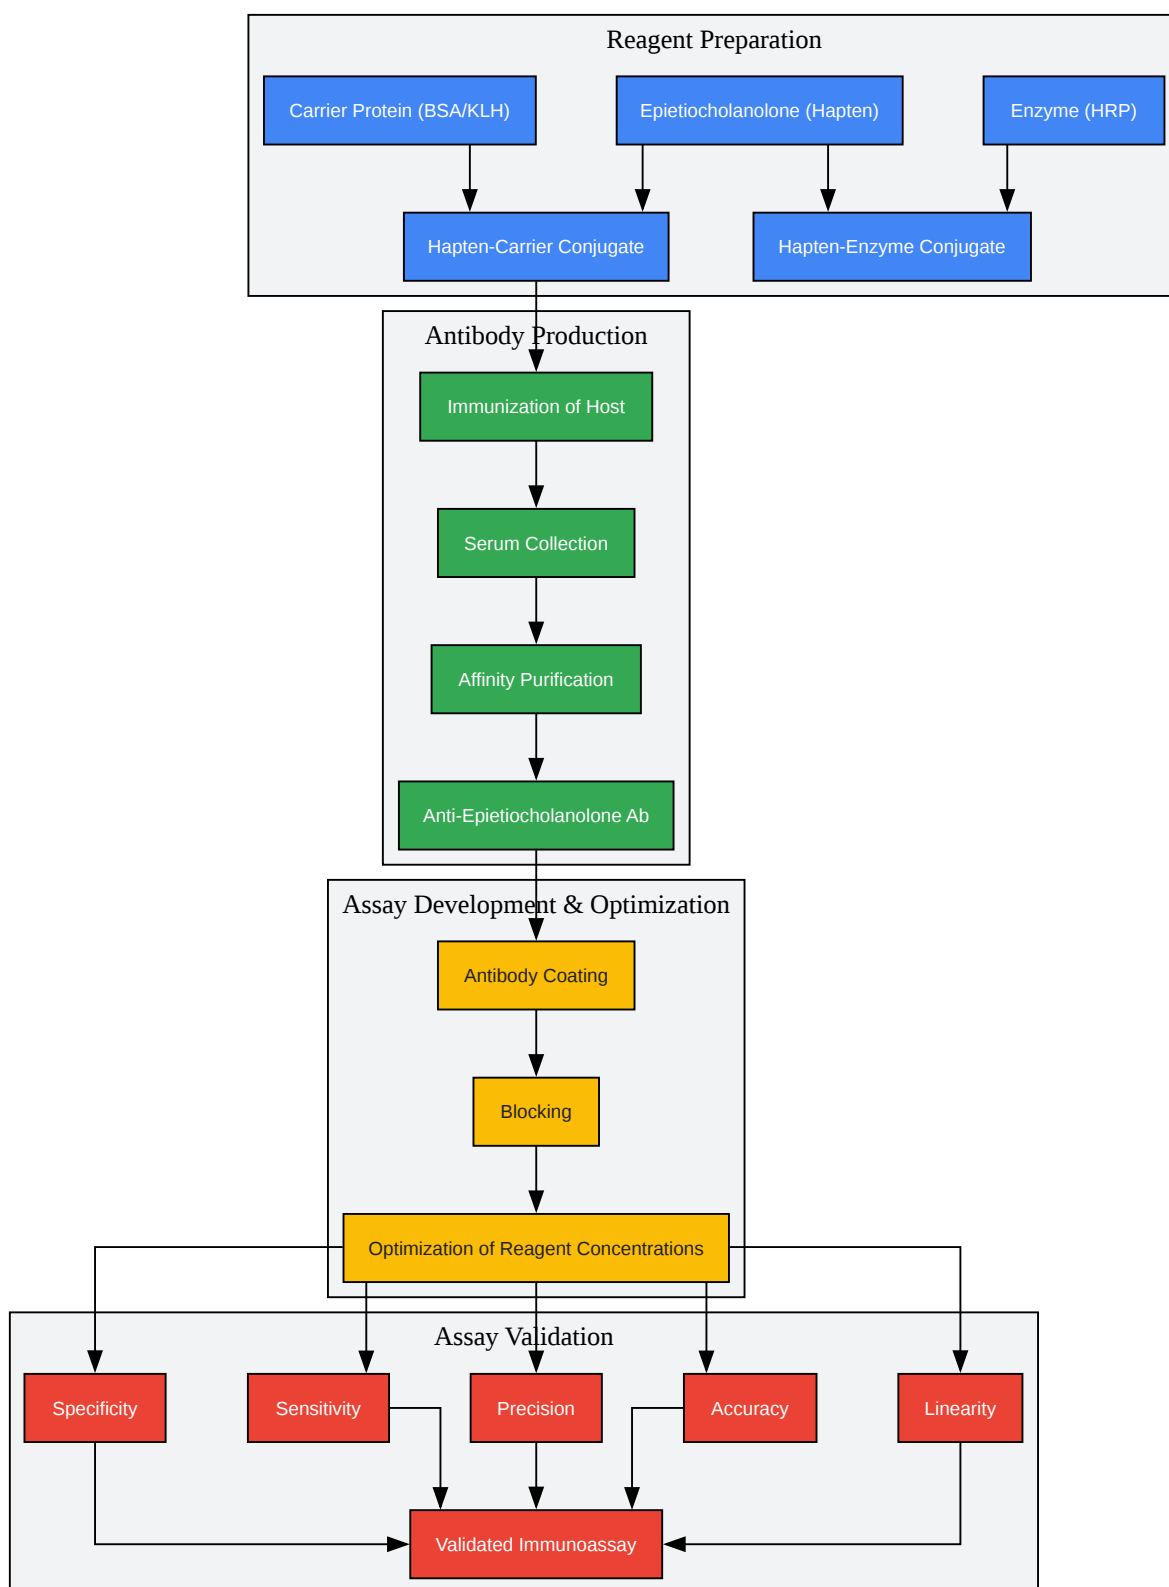 Reagent Preparation
Carrier Protein (BSA/KLH)
Epietiocholanolone (Hapten)
Enzyme (HRP)
Hapten-Carrier Conjugate
Hapten-Enzyme Conjugate
Antibody Production
Immunization of Host
Serum Collection
Affinity Purification
Anti-Epietiocholanolone Ab
Assay Development & Optimization
Antibody Coating
Blocking
Optimization of Reagent Concentrations
Assay Validation
Specificity
Sensitivity
Precision
Accuracy
Linearity
Validated Immunoassay